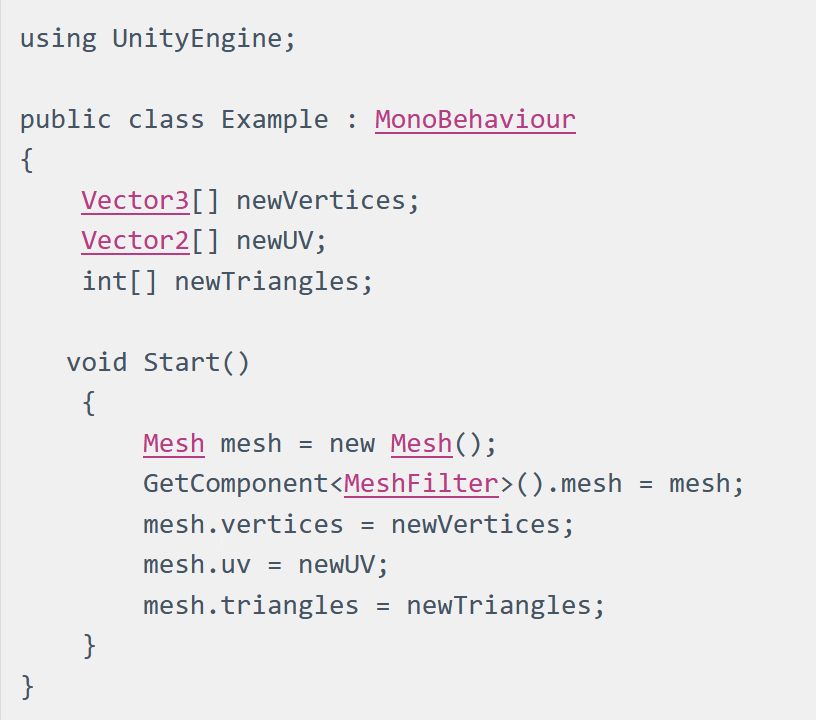 using UnityEngine;
public class Example : MonoBehaviour
{
Vector3[] newVertices;
Vector2[] newUV;
int[] newTriangles;
void Start()
{
Mesh mesh = new Mesh();
GetComponent<MeshFilter>().mesh = mesh;
mesh.vertices = newVertices;
mesh.uv = newUV;
mesh.triangles = newTriangles;
}
}